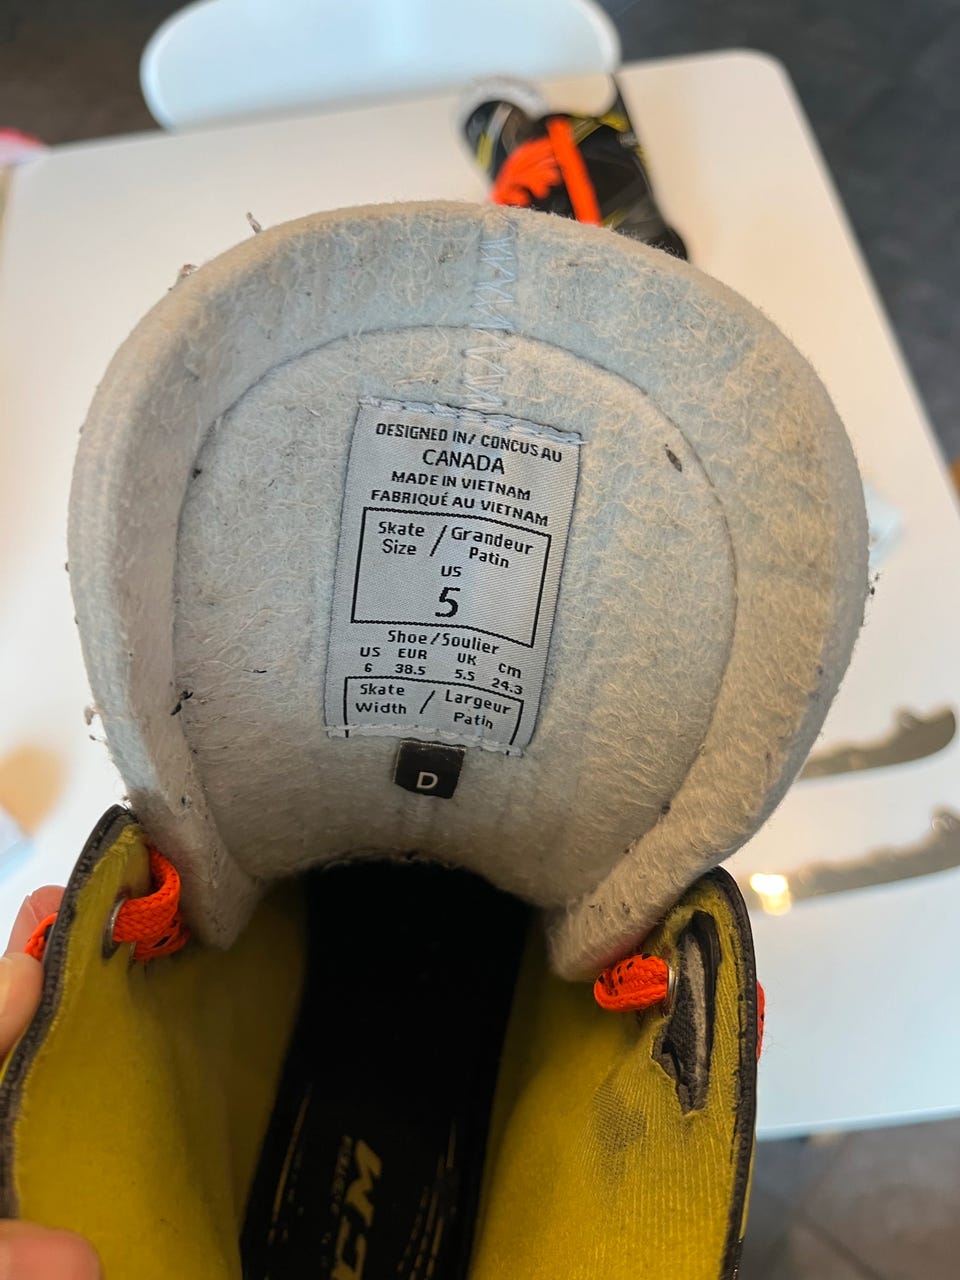 DESIGNED IN/ CONCUS AU
CANADA
MADE IN VIETNAM
FABRIQUÉ AU VIETNAM
Skate / Grandeur
Size Patin
US
5
Shoe/Soulier
US EUR UK cm
6 38.5 5.5 24.3
Skate / Largeur
Width Patin
D
CCM